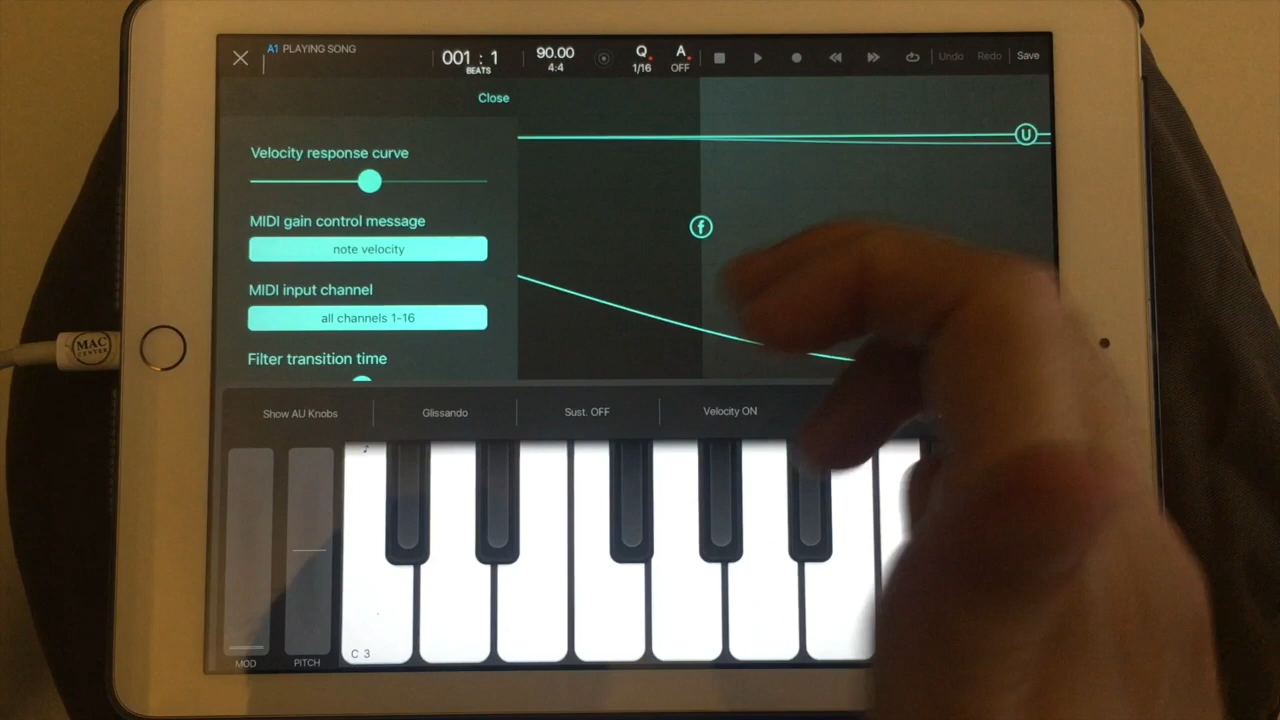 A1 PLAYING SONG
001 : 1
BEATS
90.00
4:4
Q
1/16
A
OFF
Undo
Redo
Save
Close
Velocity response curve
U
MIDI gain control message
f
note velocity
MIDI input channel
all channels 1-16
MAC
CENTER
Filter transition time
Show AU Knobs
Glissando
Sust. OFF
Velocity ON
C 3
MOD
PITCH